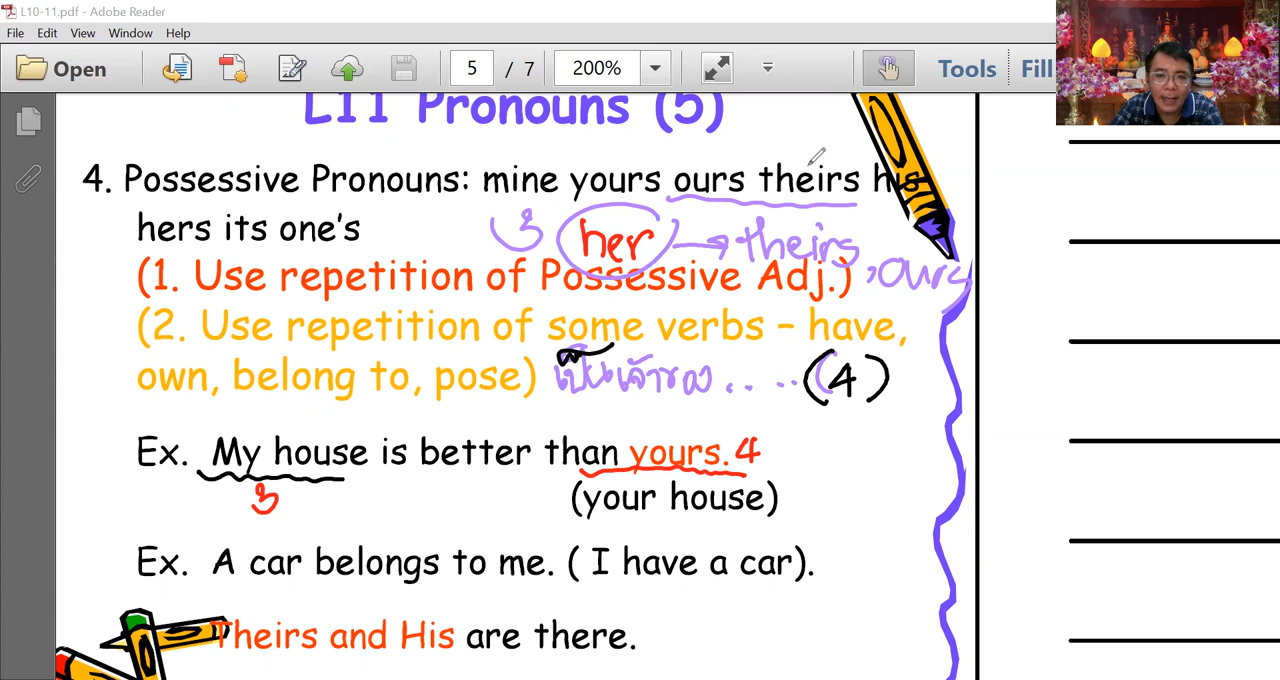 L10-11.pdf - Adobe Reader
File Edit View Window Help
Open 5 / 7 200% Tools Fill
L11 Pronouns (5)
4. Possessive Pronouns: mine yours ours theirs his
hers its one's
3 her → theirs, ours
(1. Use repetition of Possessive Adj.)
(2. Use repetition of some verbs – have,
own, belong to, pose) เป็นเจ้าของ .. .. (4)
Ex. My house is better than yours. 4
3 (your house)
Ex. A car belongs to me. ( I have a car).
Theirs and His are there.